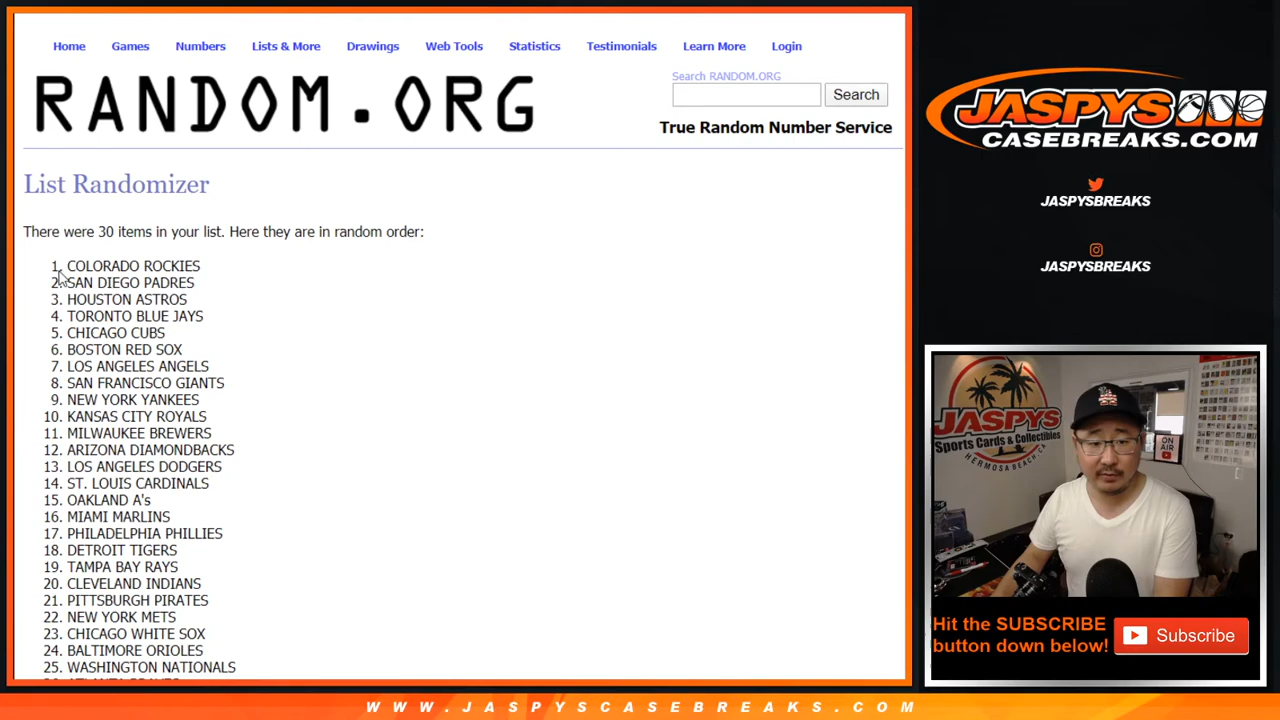 Home Games Numbers Lists & More Drawings Web Tools Statistics Testimonials Learn More Login
RANDOM.ORG
Search RANDOM.ORG
Search
True Random Number Service
List Randomizer
There were 30 items in your list. Here they are in random order:
1. COLORADO ROCKIES
2. SAN DIEGO PADRES
3. HOUSTON ASTROS
4. TORONTO BLUE JAYS
5. CHICAGO CUBS
6. BOSTON RED SOX
7. LOS ANGELES ANGELS
8. SAN FRANCISCO GIANTS
9. NEW YORK YANKEES
10. KANSAS CITY ROYALS
11. MILWAUKEE BREWERS
12. ARIZONA DIAMONDBACKS
13. LOS ANGELES DODGERS
14. ST. LOUIS CARDINALS
15. OAKLAND A's
16. MIAMI MARLINS
17. PHILADELPHIA PHILLIES
18. DETROIT TIGERS
19. TAMPA BAY RAYS
20. CLEVELAND INDIANS
21. PITTSBURGH PIRATES
22. NEW YORK METS
23. CHICAGO WHITE SOX
24. BALTIMORE ORIOLES
25. WASHINGTON NATIONALS
JASPYS
CASEBREAKS.COM
JASPYSBREAKS
JASPYSBREAKS
JASPYS
Sports Cards & Collectibles
HERMOSA BEACH, CA
ON AIR
Hit the SUBSCRIBE
button down below!
Subscribe
WWW.JASPYSCASEBREAKS.COM